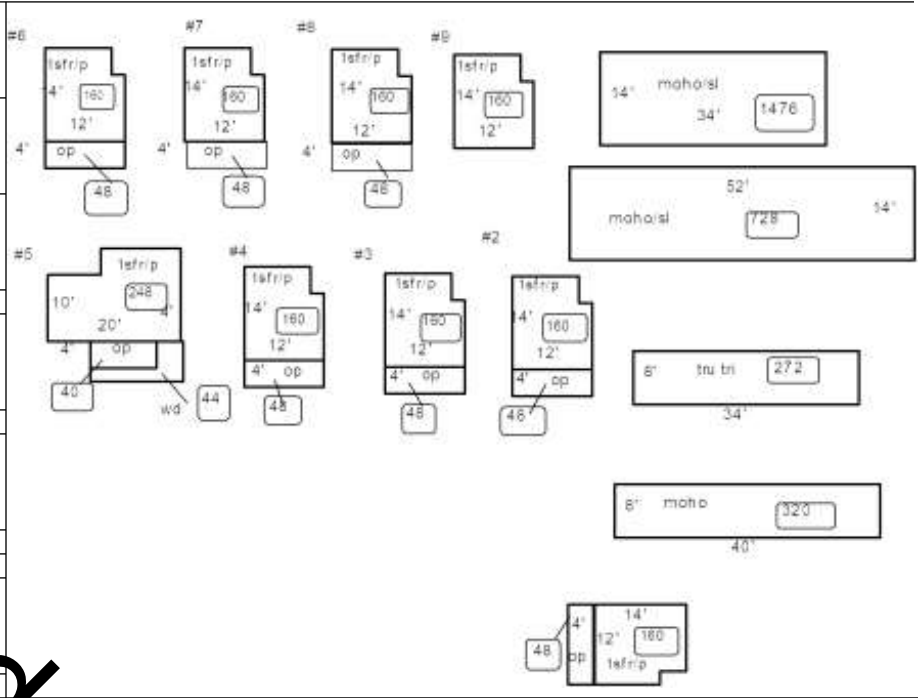 #6
1sfr/p
4'
160
12'
4'
op
48
#7
1sfr/p
14'
160
12'
4'
op
48
#8
1sfr/p
14'
160
12'
4'
op
48
#9
1sfr/p
14'
160
12'
14'
moho/sl
34'
1476
52'
moho/sl
728
14'
#5
1sfr/p
10'
248
4'
20'
4'
op
40
wd
44
#4
1sfr/p
14'
160
12'
4'
op
48
#3
1sfr/p
14'
160
12'
4'
op
48
#2
1sfr/p
14'
160
12'
4'
op
48
8'
tru tri
272
34'
8'
moho
320
40'
4'
14'
12'
160
48
op
1sfr/p